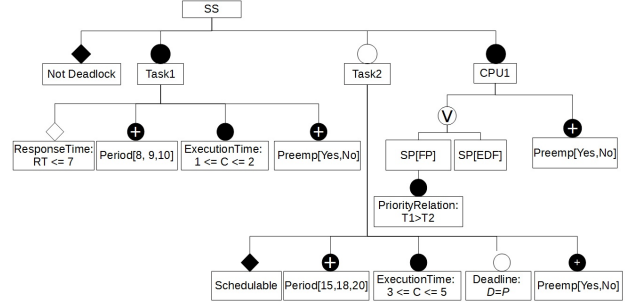 SS
Not Deadlock
Task1
Task2
CPU1
V
ResponseTime:
RT <= 7
Period[8, 9,10]
ExecutionTime:
1 <= C <= 2
Preemp[Yes,No]
SP[FP]
SP[EDF]
Preemp[Yes,No]
PriorityRelation:
T1>T2
Schedulable
Period[15,18,20]
ExecutionTime:
3 <= C <= 5
Deadline:
D=P
Preemp[Yes,No]